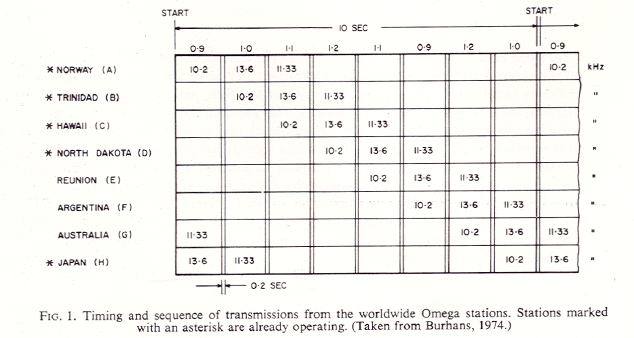 START START
10 SEC
0·9 1·0 1·1 1·2 1·1 0·9 1·2 1·0 0·9
* NORWAY (A) 10·2 13·6 11·33 10·2 kHz
* TRINIDAD (B) 10·2 13·6 11·33 "
* HAWAII (C) 10·2 13·6 11·33 "
* NORTH DAKOTA (D) 10·2 13·6 11·33 "
REUNION (E) 10·2 13·6 11·33 "
ARGENTINA (F) 10·2 13·6 11·33 "
AUSTRALIA (G) 11·33 10·2 13·6 11·33 "
* JAPAN (H) 13·6 11·33 10·2 13·6 "
0·2 SEC
FIG. 1. Timing and sequence of transmissions from the worldwide Omega stations. Stations marked
with an asterisk are already operating. (Taken from Burhans, 1974.)